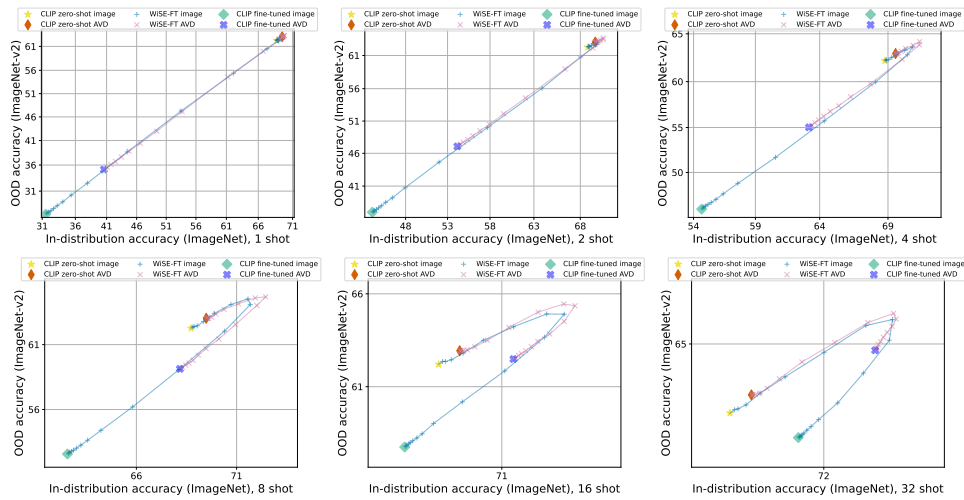 CLIP zero-shot image WiSE-FT image CLIP fine-tuned image
CLIP zero-shot AVD WiSE-FT AVD CLIP fine-tuned AVD
OOD accuracy (ImageNet-v2)
61
56
51
46
41
36
31
31 36 41 46 51 56 61 66 71
In-distribution accuracy (ImageNet), 1 shot
CLIP zero-shot image WiSE-FT image CLIP fine-tuned image
CLIP zero-shot AVD WiSE-FT AVD CLIP fine-tuned AVD
OOD accuracy (ImageNet-v2)
61
56
51
46
41
48 53 58 63 68
In-distribution accuracy (ImageNet), 2 shot
CLIP zero-shot image WiSE-FT image CLIP fine-tuned image
CLIP zero-shot AVD WiSE-FT AVD CLIP fine-tuned AVD
OOD accuracy (ImageNet-v2)
65
60
55
50
54 59 64 69
In-distribution accuracy (ImageNet), 4 shot
CLIP zero-shot image WiSE-FT image CLIP fine-tuned image
CLIP zero-shot AVD WiSE-FT AVD CLIP fine-tuned AVD
OOD accuracy (ImageNet-v2)
61
56
66 71
In-distribution accuracy (ImageNet), 8 shot
CLIP zero-shot image WiSE-FT image CLIP fine-tuned image
CLIP zero-shot AVD WiSE-FT AVD CLIP fine-tuned AVD
OOD accuracy (ImageNet-v2)
66
61
71
In-distribution accuracy (ImageNet), 16 shot
CLIP zero-shot image WiSE-FT image CLIP fine-tuned image
CLIP zero-shot AVD WiSE-FT AVD CLIP fine-tuned AVD
OOD accuracy (ImageNet-v2)
65
72
In-distribution accuracy (ImageNet), 32 shot